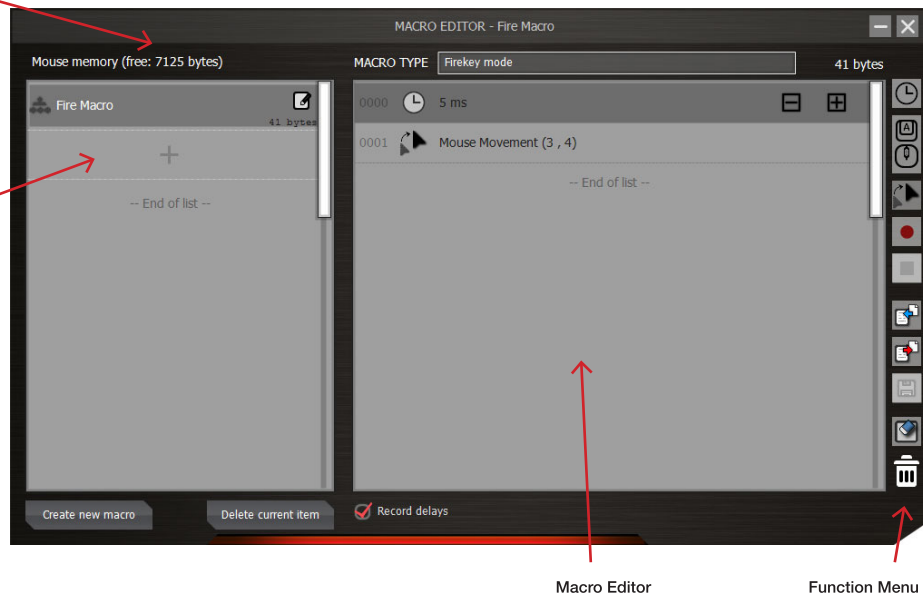 MACRO EDITOR - Fire Macro
Mouse memory (free: 7125 bytes)
MACRO TYPE Firekey mode 41 bytes
Fire Macro
41 bytes
0000 5 ms
0001 Mouse Movement (3 , 4)
-- End of list --
-- End of list --
A
Create new macro Delete current item Record delays
Macro Editor Function Menu